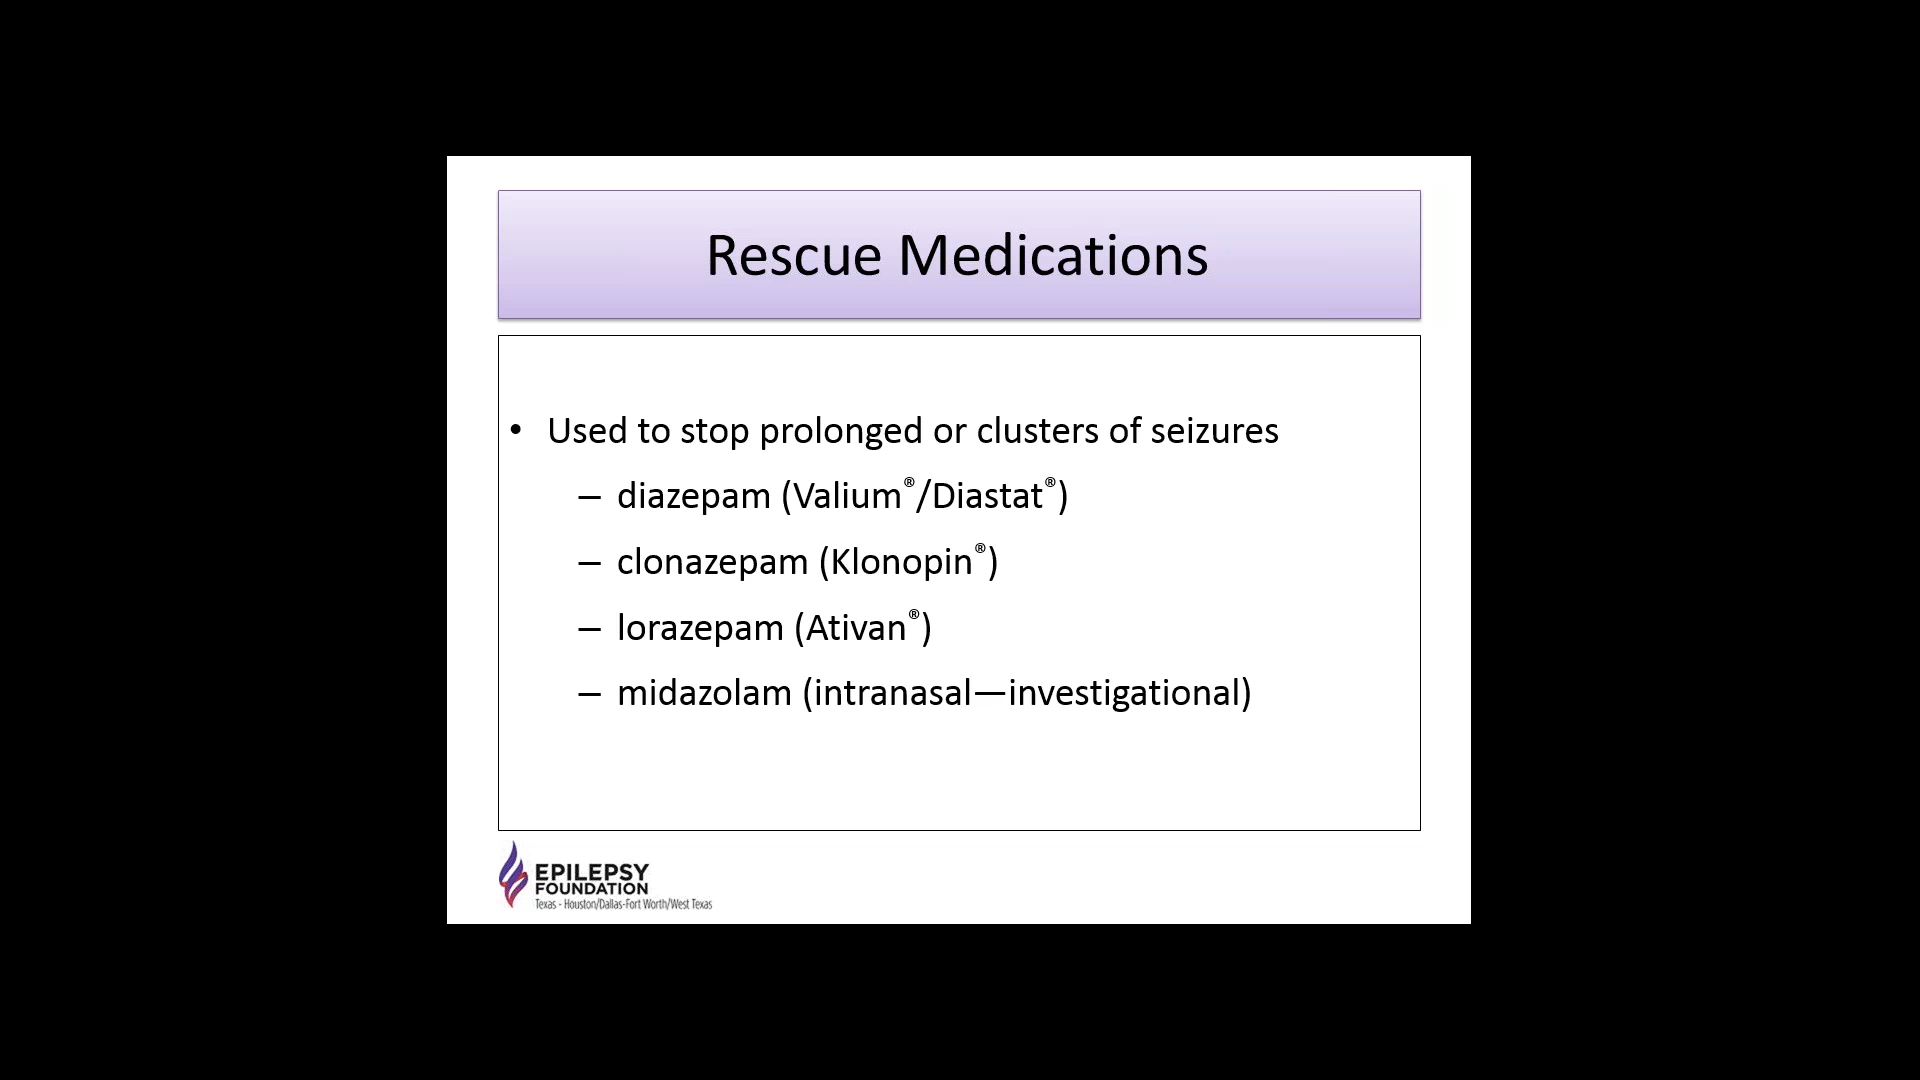 Rescue Medications
• Used to stop prolonged or clusters of seizures
– diazepam (Valium®/Diastat®)
– clonazepam (Klonopin®)
– lorazepam (Ativan®)
– midazolam (intranasal—investigational)
EPILEPSY
FOUNDATION
Texas - Houston/Dallas-Fort Worth/West Texas